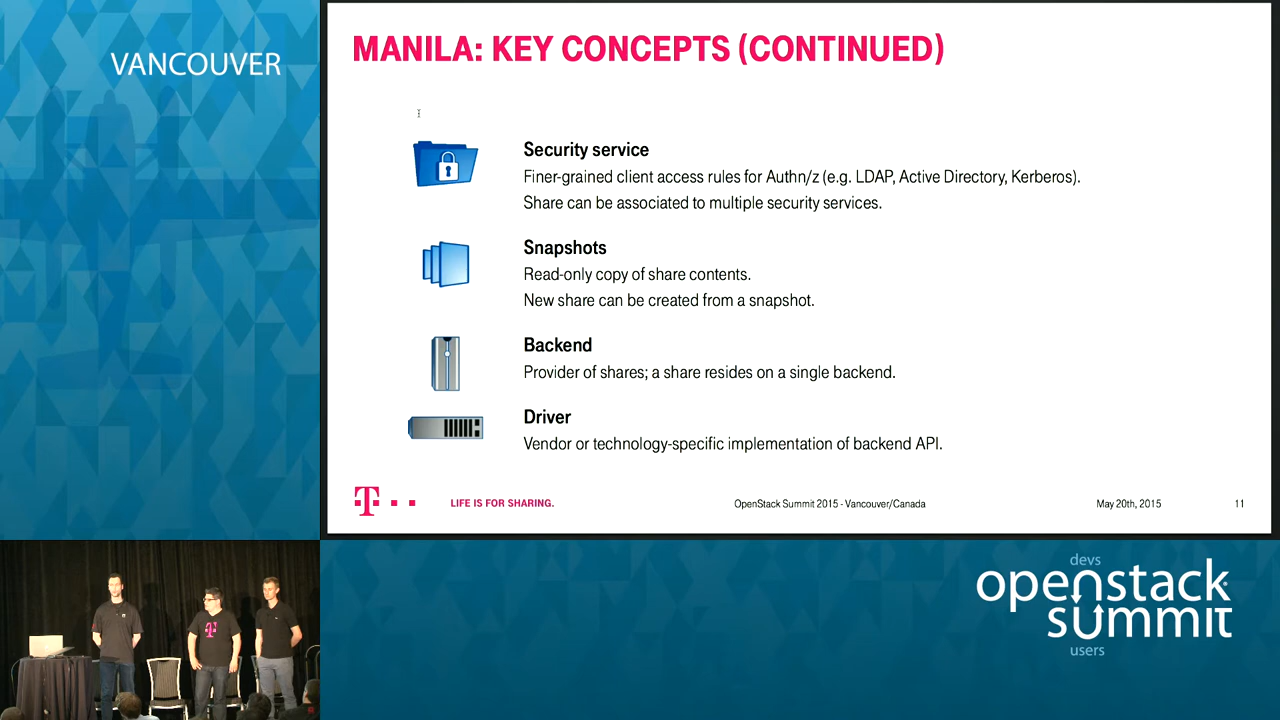 VANCOUVER
MANILA: KEY CONCEPTS (CONTINUED)
Security service
Finer-grained client access rules for Authn/z (e.g. LDAP, Active Directory, Kerberos).
Share can be associated to multiple security services.
Snapshots
Read-only copy of share contents.
New share can be created from a snapshot.
Backend
Provider of shares; a share resides on a single backend.
Driver
Vendor or technology-specific implementation of backend API.
T
LIFE IS FOR SHARING.
OpenStack Summit 2015 - Vancouver/Canada
May 20th, 2015
11
T
devs
openstack
summit
users